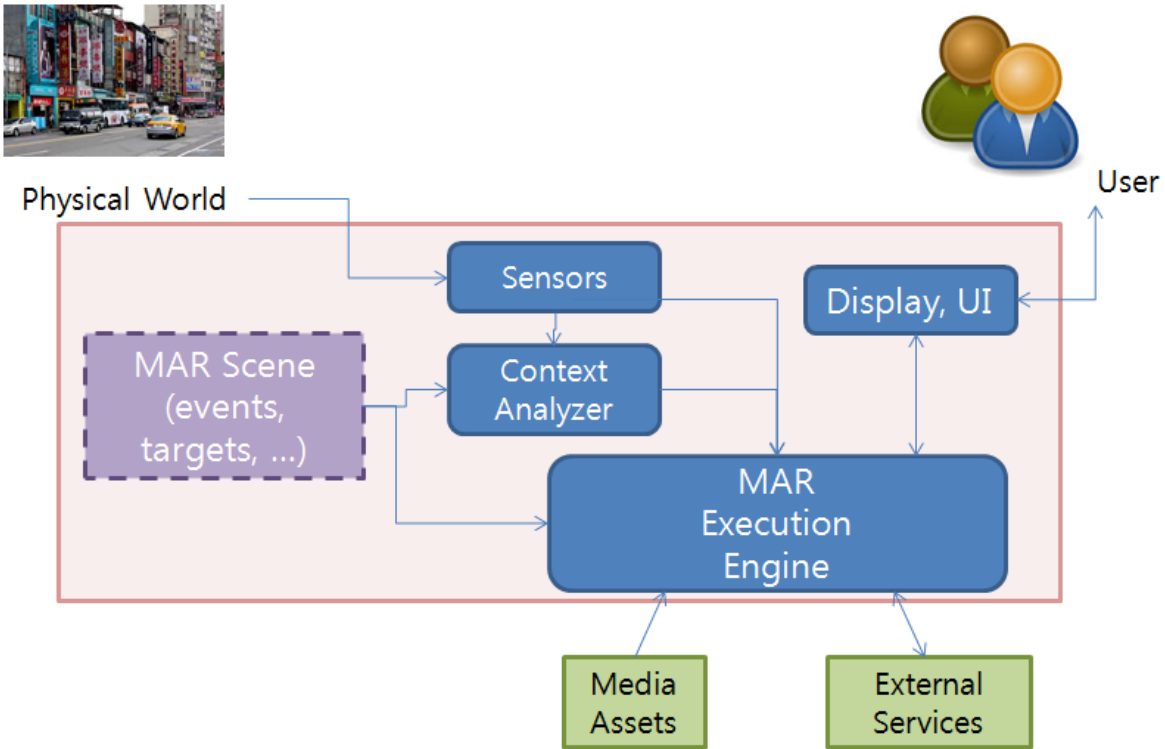 Physical World
User
Sensors
Display, UI
MAR Scene
(events,
targets, ...)
Context
Analyzer
MAR
Execution
Engine
Media
Assets
External
Services